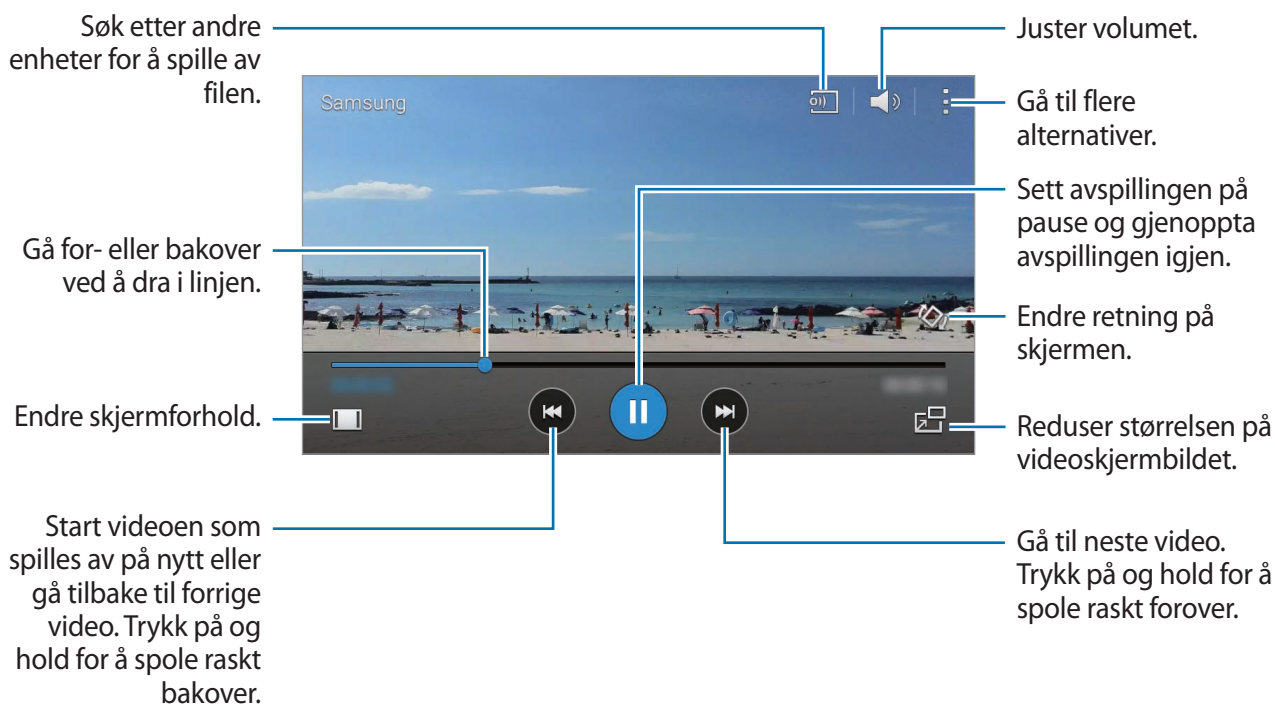 Søk etter andre
enheter for å spille av
filen.
Gå for- eller bakover
ved å dra i linjen.
Endre skjermforhold.
Start videoen som
spilles av på nytt eller
gå tilbake til forrige
video. Trykk på og
hold for å spole raskt
bakover.
Samsung
Juster volumet.
Gå til flere
alternativer.
Sett avspillingen på
pause og gjenoppta
avspillingen igjen.
Endre retning på
skjermen.
Reduser størrelsen på
videoskjermbildet.
Gå til neste video.
Trykk på og hold for å
spole raskt forover.